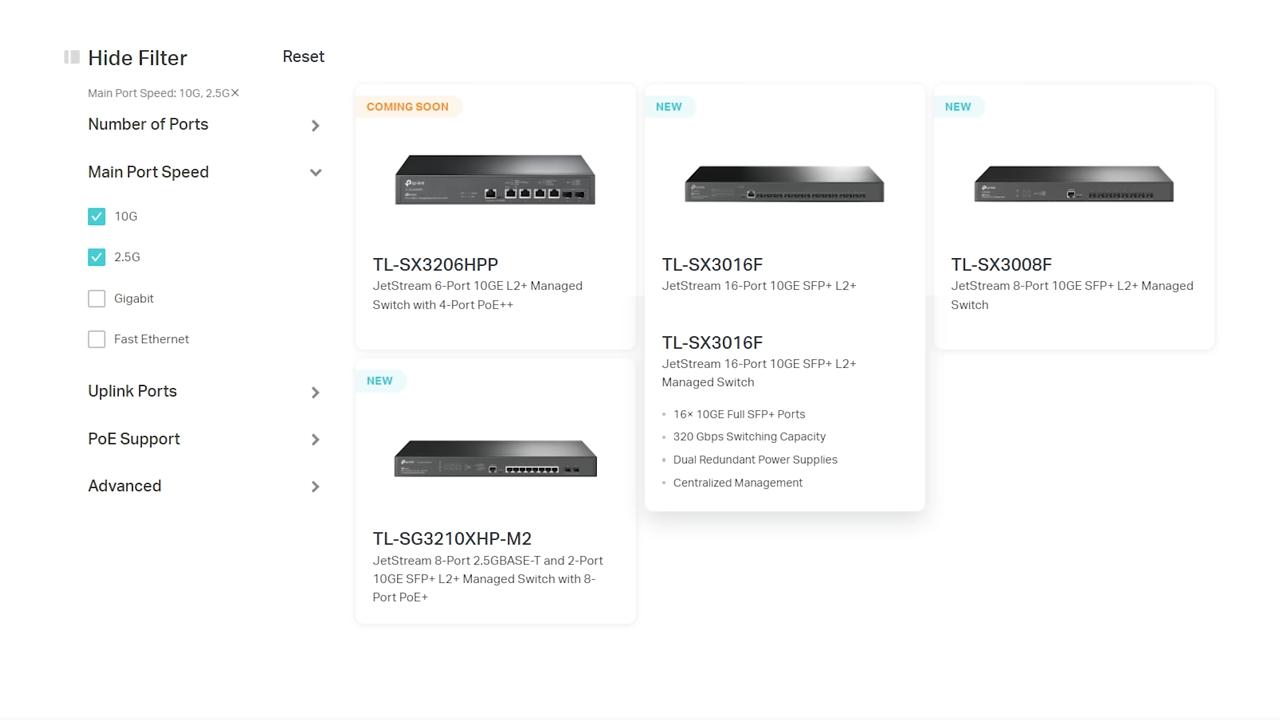 Hide Filter
Reset
Main Port Speed: 10G, 2.5G×
Number of Ports
Main Port Speed
10G
2.5G
Gigabit
Fast Ethernet
Uplink Ports
PoE Support
Advanced
COMING SOON
TL-SX3206HPP
JetStream 6-Port 10GE L2+ Managed
Switch with 4-Port PoE++
NEW
TL-SX3016F
JetStream 16-Port 10GE SFP+ L2+
TL-SX3016F
JetStream 16-Port 10GE SFP+ L2+
Managed Switch
• 16× 10GE Full SFP+ Ports
• 320 Gbps Switching Capacity
• Dual Redundant Power Supplies
• Centralized Management
NEW
TL-SX3008F
JetStream 8-Port 10GE SFP+ L2+ Managed
Switch
NEW
TL-SG3210XHP-M2
JetStream 8-Port 2.5GBASE-T and 2-Port
10GE SFP+ L2+ Managed Switch with 8-
Port PoE+